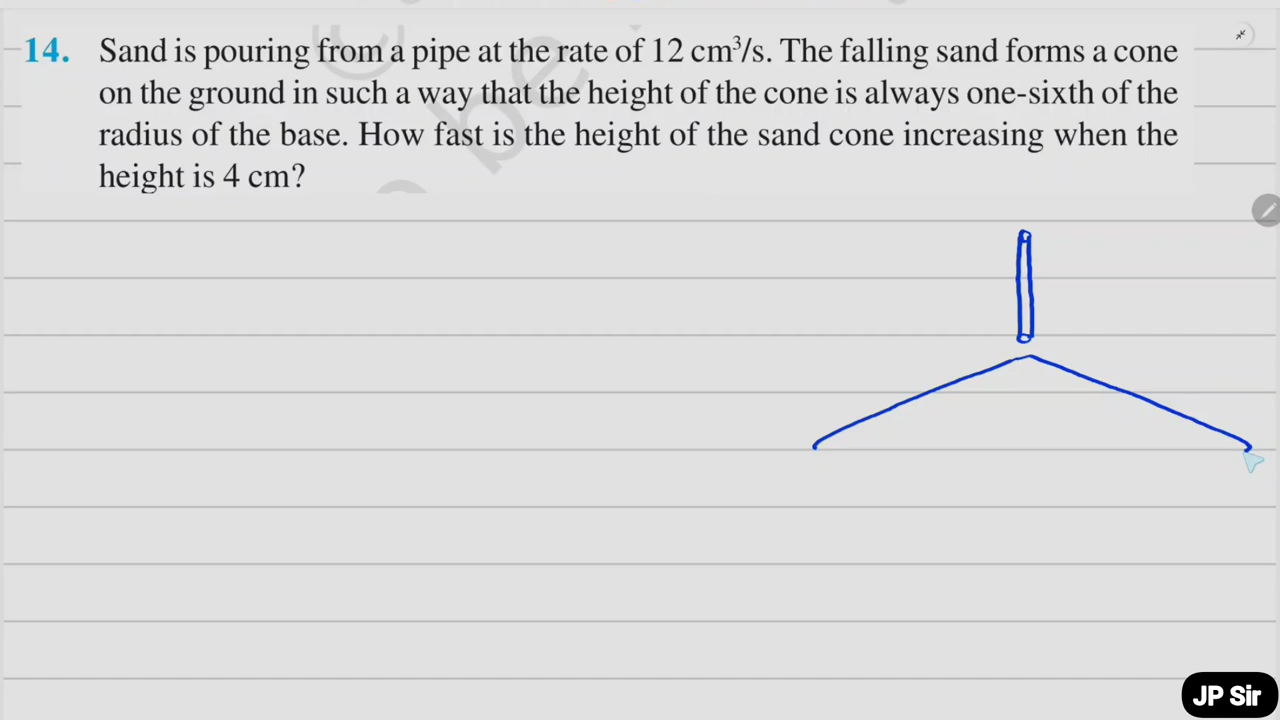 14. Sand is pouring from a pipe at the rate of 12 cm³/s. The falling sand forms a cone
on the ground in such a way that the height of the cone is always one-sixth of the
radius of the base. How fast is the height of the sand cone increasing when the
height is 4 cm?
be
JP Sir